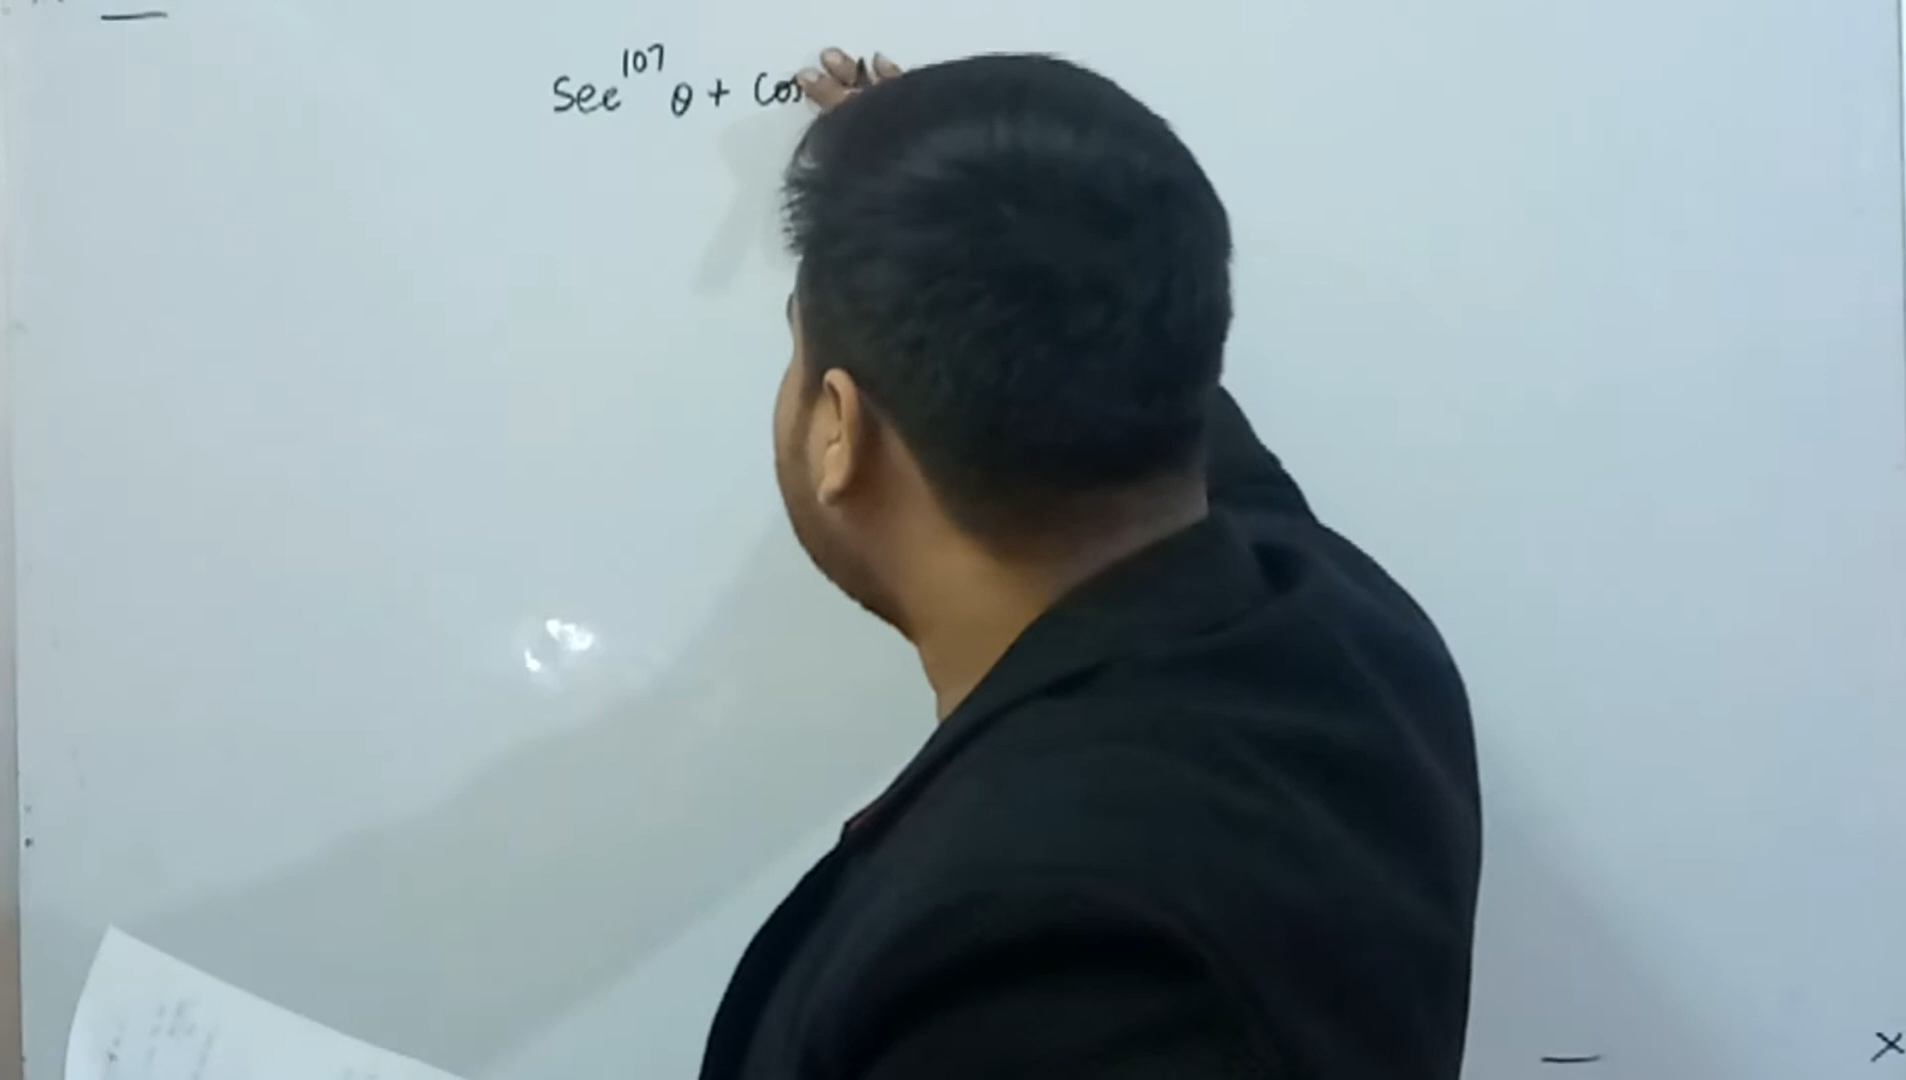 Sec¹⁰⁷ θ + Cos